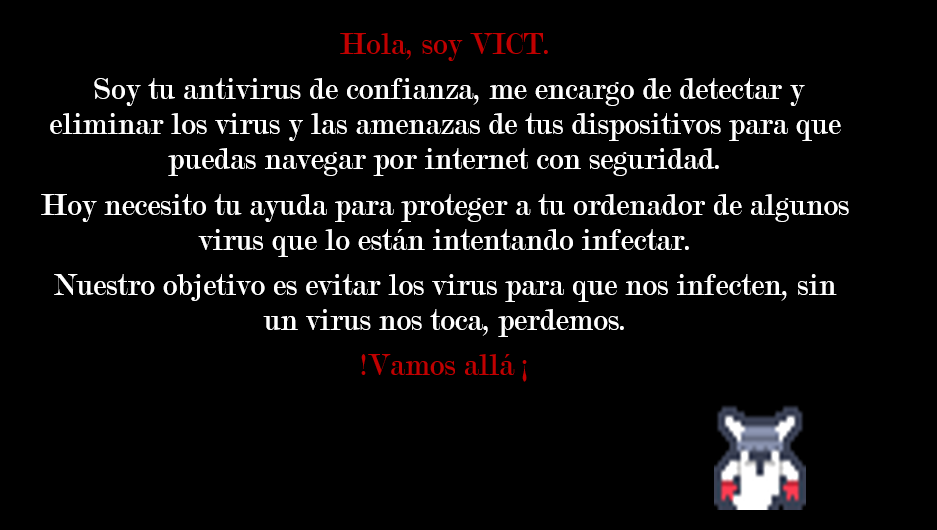 Hola, soy VICT.
Soy tu antivirus de confianza, me encargo de detectar y
eliminar los virus y las amenazas de tus dispositivos para que
puedas navegar por internet con seguridad.
Hoy necesito tu ayuda para proteger a tu ordenador de algunos
virus que lo están intentando infectar.
Nuestro objetivo es evitar los virus para que nos infecten, sin
un virus nos toca, perdemos.
!Vamos allá ¡